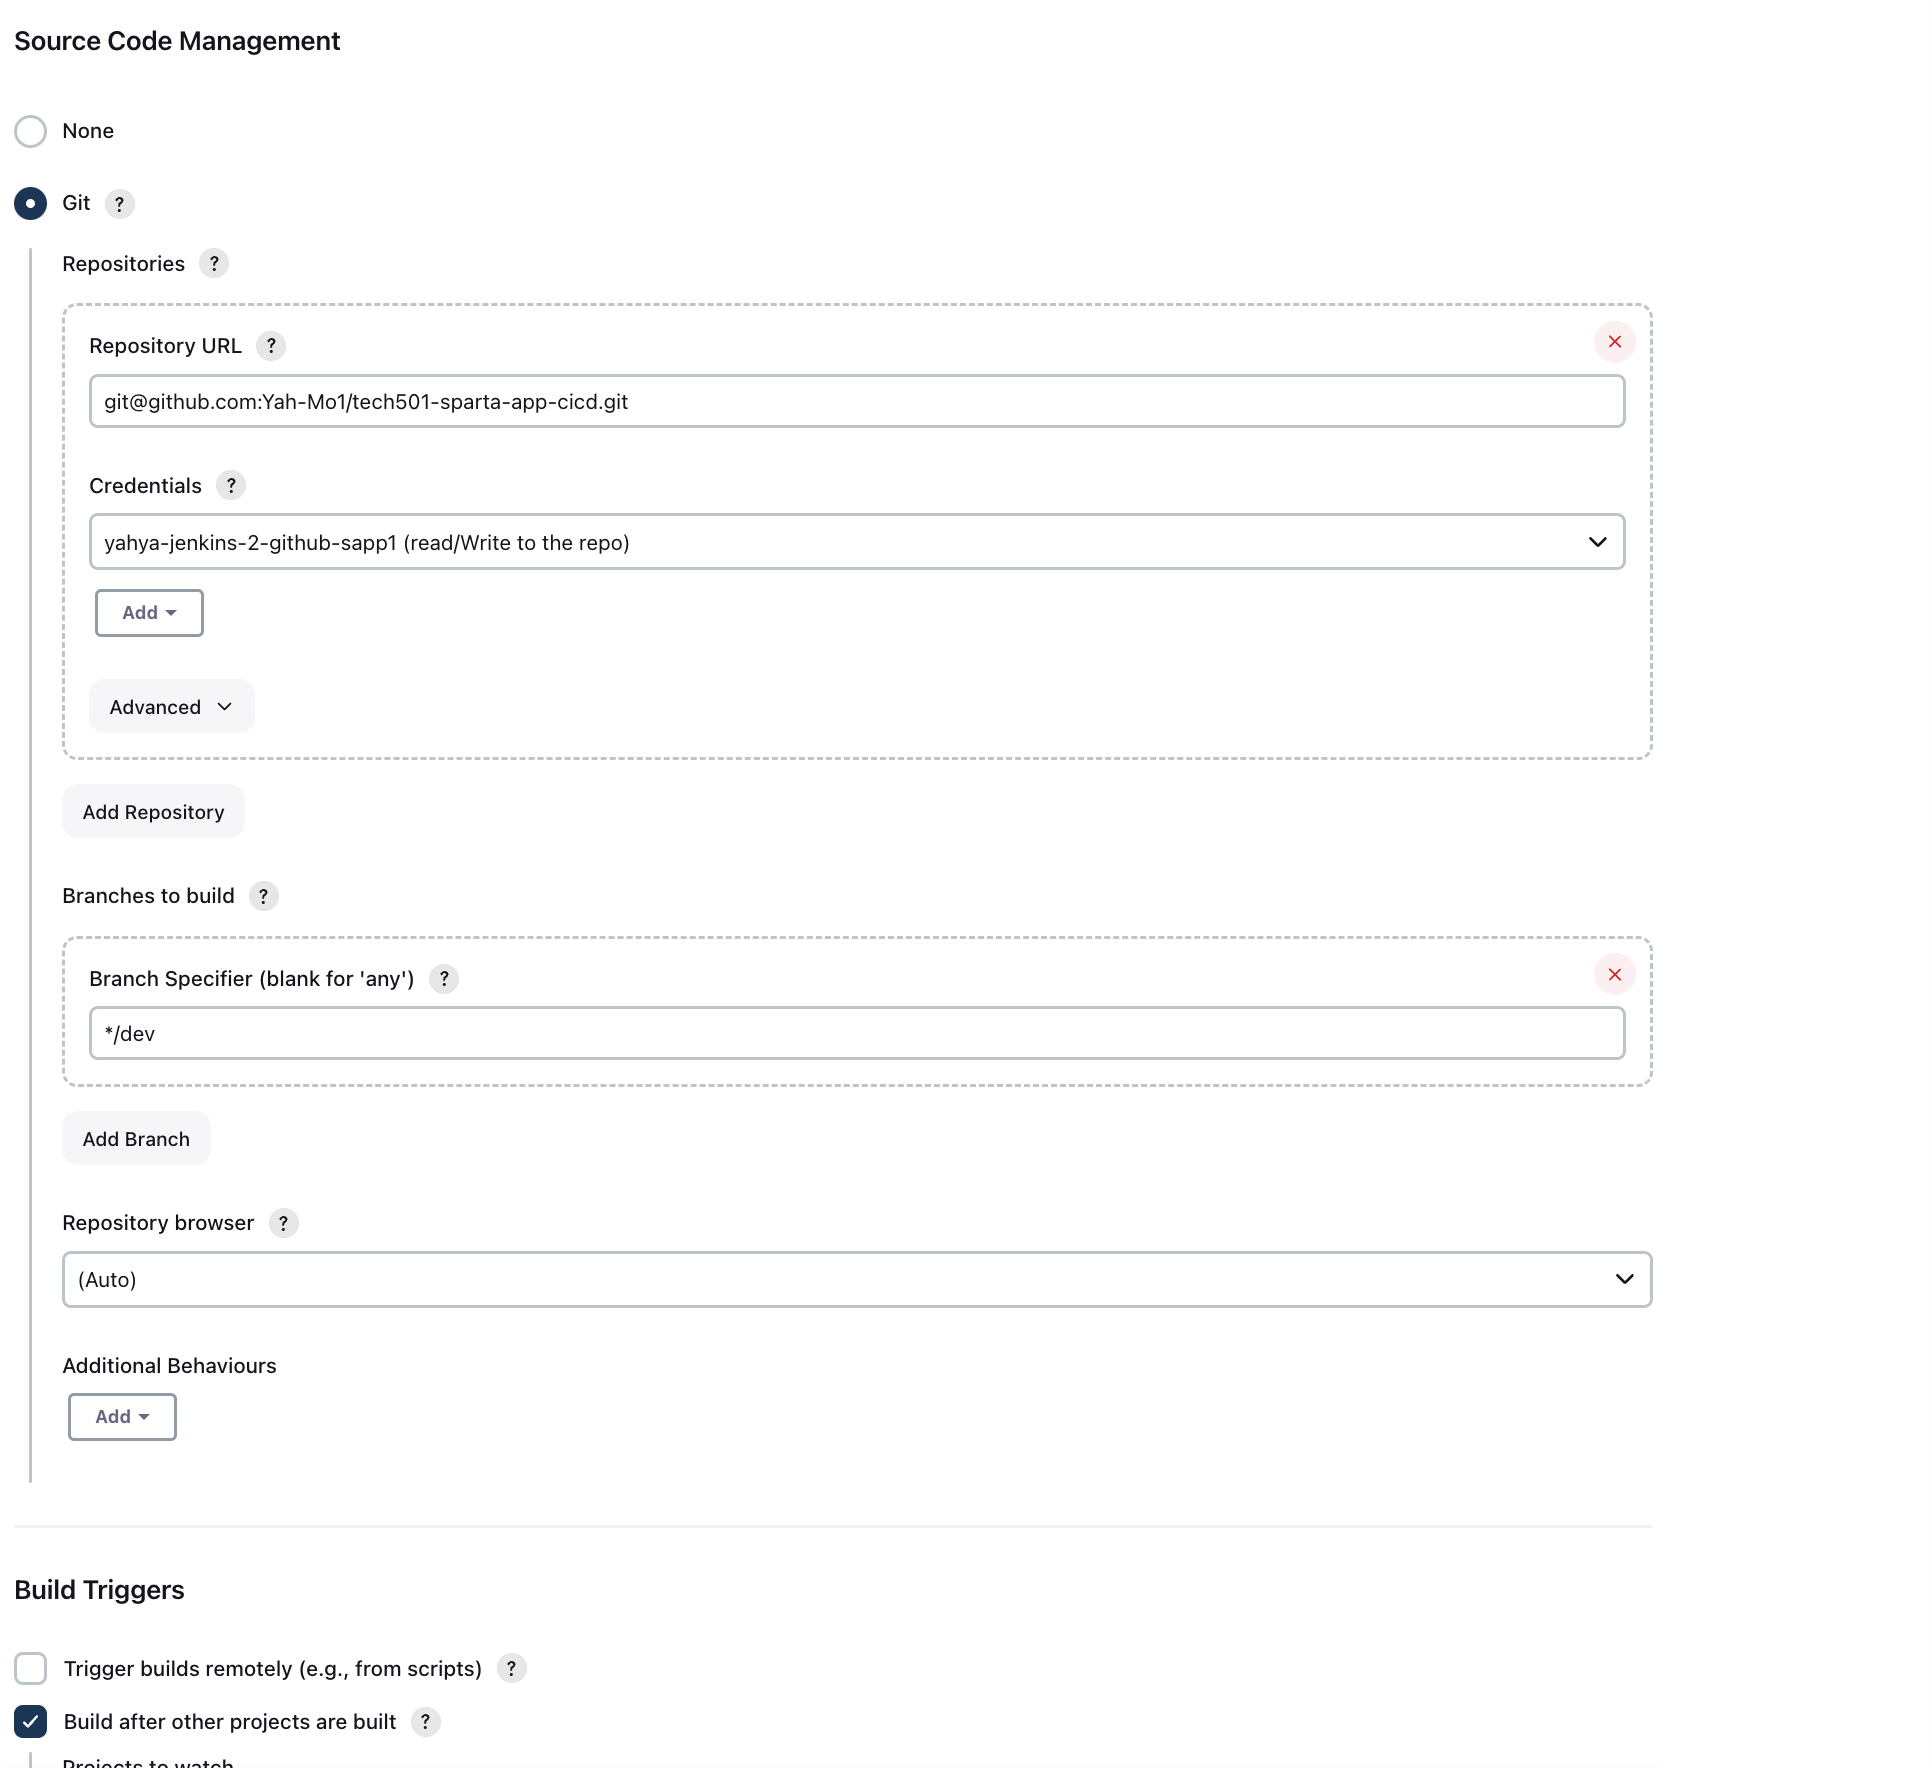 Source Code Management
None
Git ?
Repositories ?
Repository URL ?
git@github.com:Yah-Mo1/tech501-sparta-app-cicd.git
Credentials ?
yahya-jenkins-2-github-sapp1 (read/Write to the repo)
Add
Advanced
Add Repository
Branches to build ?
Branch Specifier (blank for 'any') ?
*/dev
Add Branch
Repository browser ?
(Auto)
Additional Behaviours
Add
Build Triggers
Trigger builds remotely (e.g., from scripts) ?
Build after other projects are built ?
Projects to watch